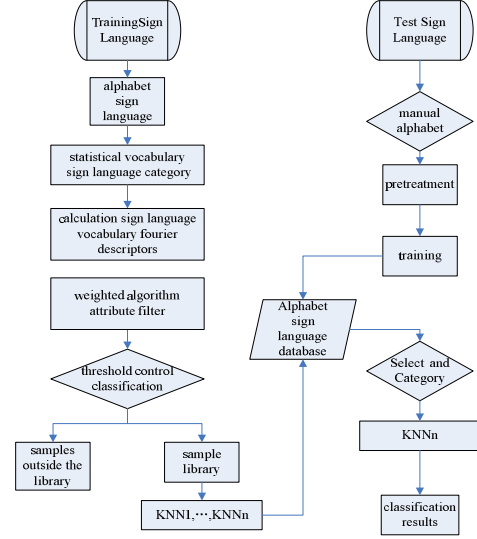 TrainingSign
Language
alphabet
sign
language
statistical vocabulary
sign language category
calculation sign language
vocabulary fourier
descriptors
weighted algorithm
attribute filter
threshold control
classification
samples
outside the
library
sample
library
KNN1,…,KNNn
Alphabet
sign
language
database
Test Sign
Language
manual
alphabet
pretreatment
training
Select and
Category
KNNn
classification
results